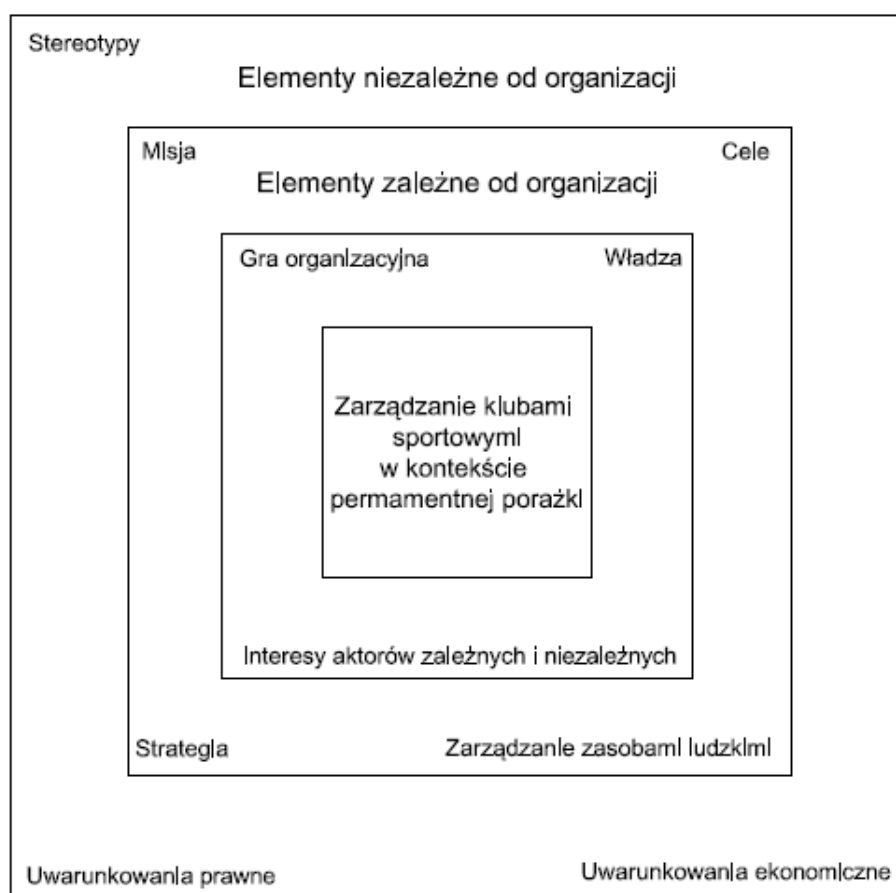 Stereotypy
Elementy niezależne od organizacji
Misja
Cele
Elementy zależne od organizacji
Gra organizacyjna
Władza
Zarządzanie klubami
sportowymi
w kontekście
permamentnej porażki
Interesy aktorów zależnych i niezależnych
Strategia
Zarządzanie zasobami ludzkimi
Uwarunkowania prawne
Uwarunkowania ekonomiczne